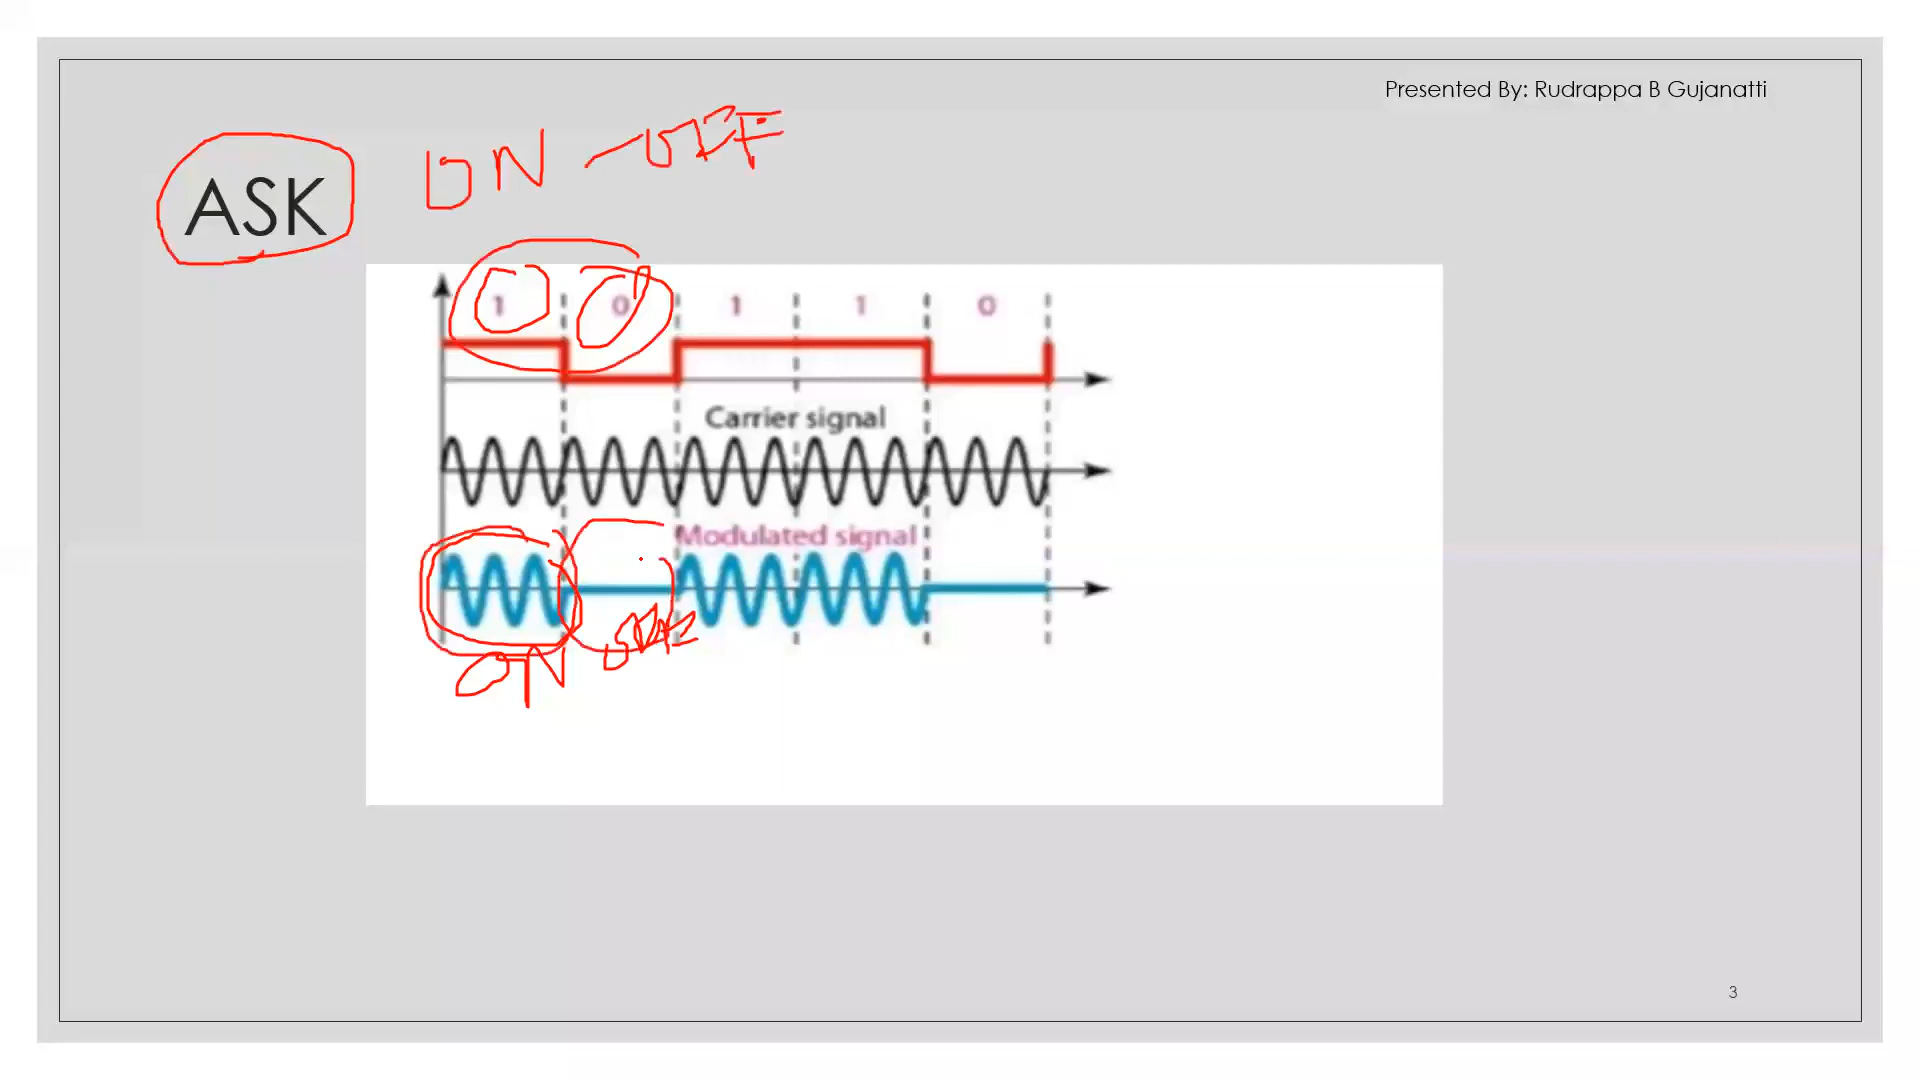 Presented By: Rudrappa B Gujanatti
ASK ON - OFF
1 0 1 1 0
Carrier signal
Modulated signal
ON
3